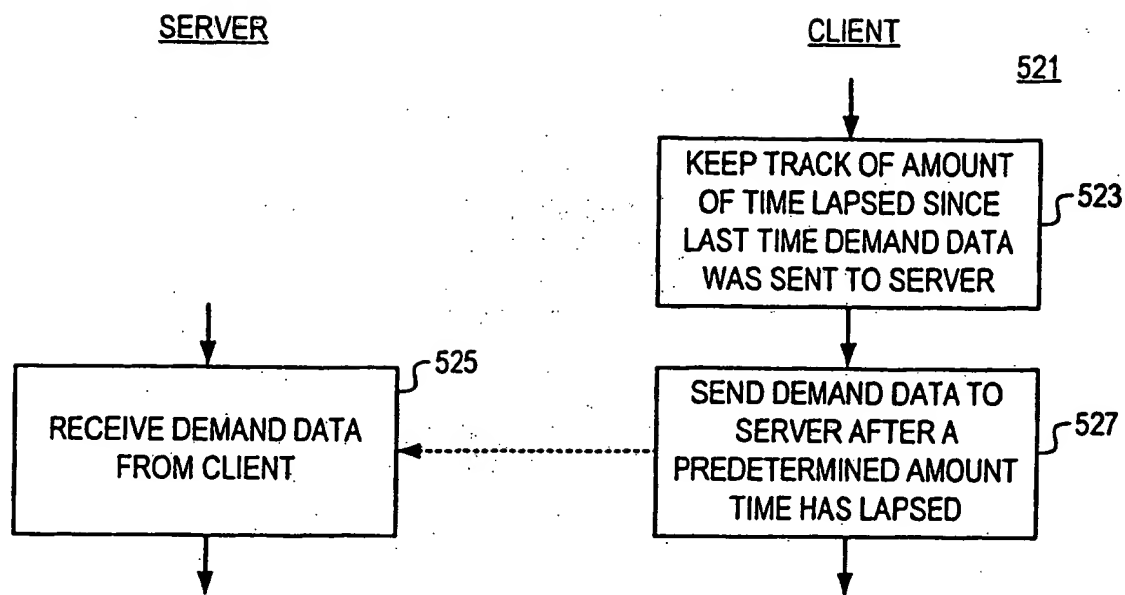 SERVER
CLIENT
521
KEEP TRACK OF AMOUNT
OF TIME LAPSED SINCE
LAST TIME DEMAND DATA
WAS SENT TO SERVER
523
525
RECEIVE DEMAND DATA
FROM CLIENT
SEND DEMAND DATA TO
SERVER AFTER A
PREDETERMINED AMOUNT
TIME HAS LAPSED
527